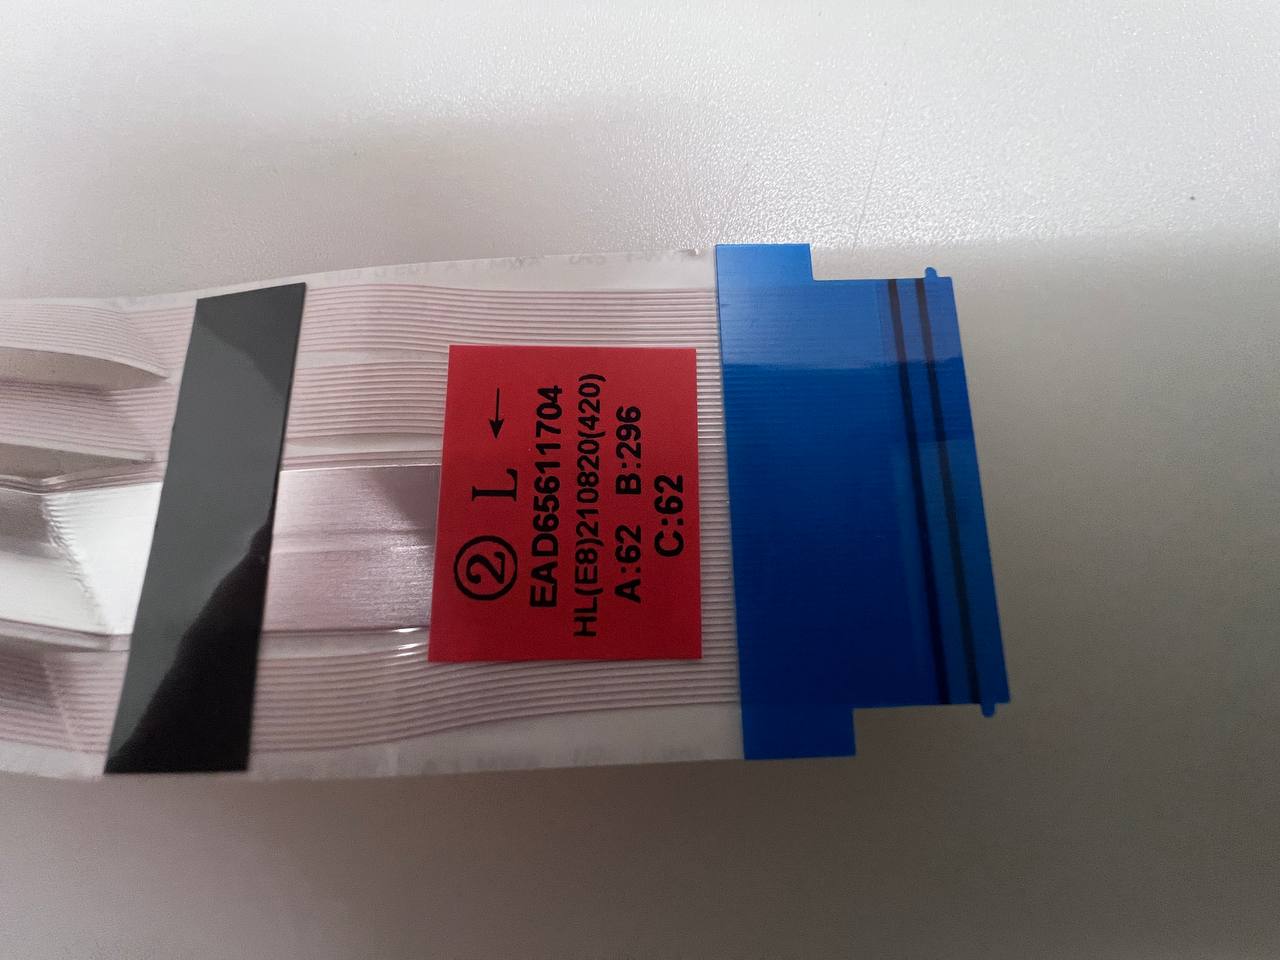 ② L ←
EAD65611704
HL(E8)210820(420)
A:62 B:296
C:62